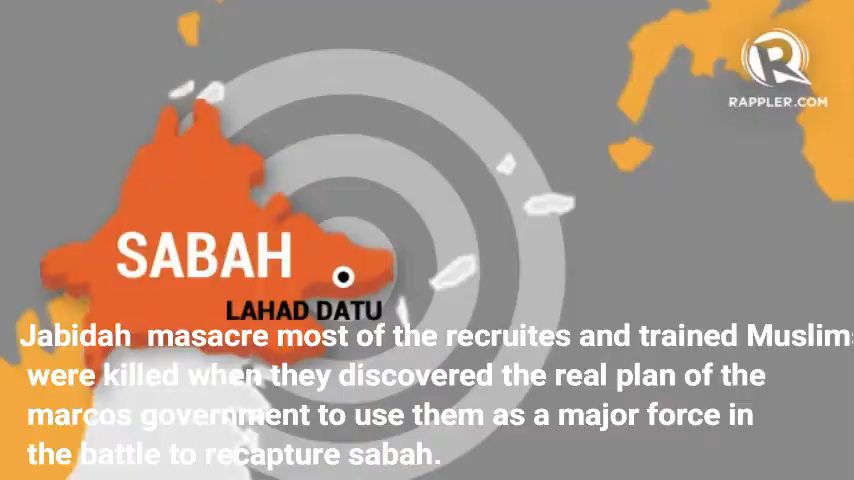 RAPPLER.COM
SABAH
LAHAD DATU
Jabidah masacre most of the recruites and trained Muslims
were killed when they discovered the real plan of the
marcos government to use them as a major force in
the battle to recapture sabah.